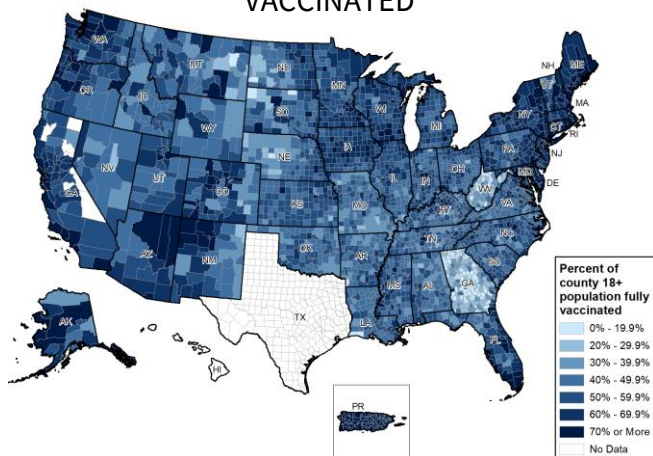 VACCINATED
WA
MT
ND
MN
OR
ID
SD
WI
MI
NH
VT
ME
MA
NY
CT
RI
WY
IA
NE
PA
NJ
NV
UT
CO
IL
IN
OH
MD
DE
WV
VA
CA
KS
MO
KY
NC
TN
AZ
NM
OK
AR
SC
MS
AL
GA
TX
LA
FL
AK
HI
PR
Percent of
county 18+
population fully
vaccinated
0% - 19.9%
20% - 29.9%
30% - 39.9%
40% - 49.9%
50% - 59.9%
60% - 69.9%
70% or More
No Data